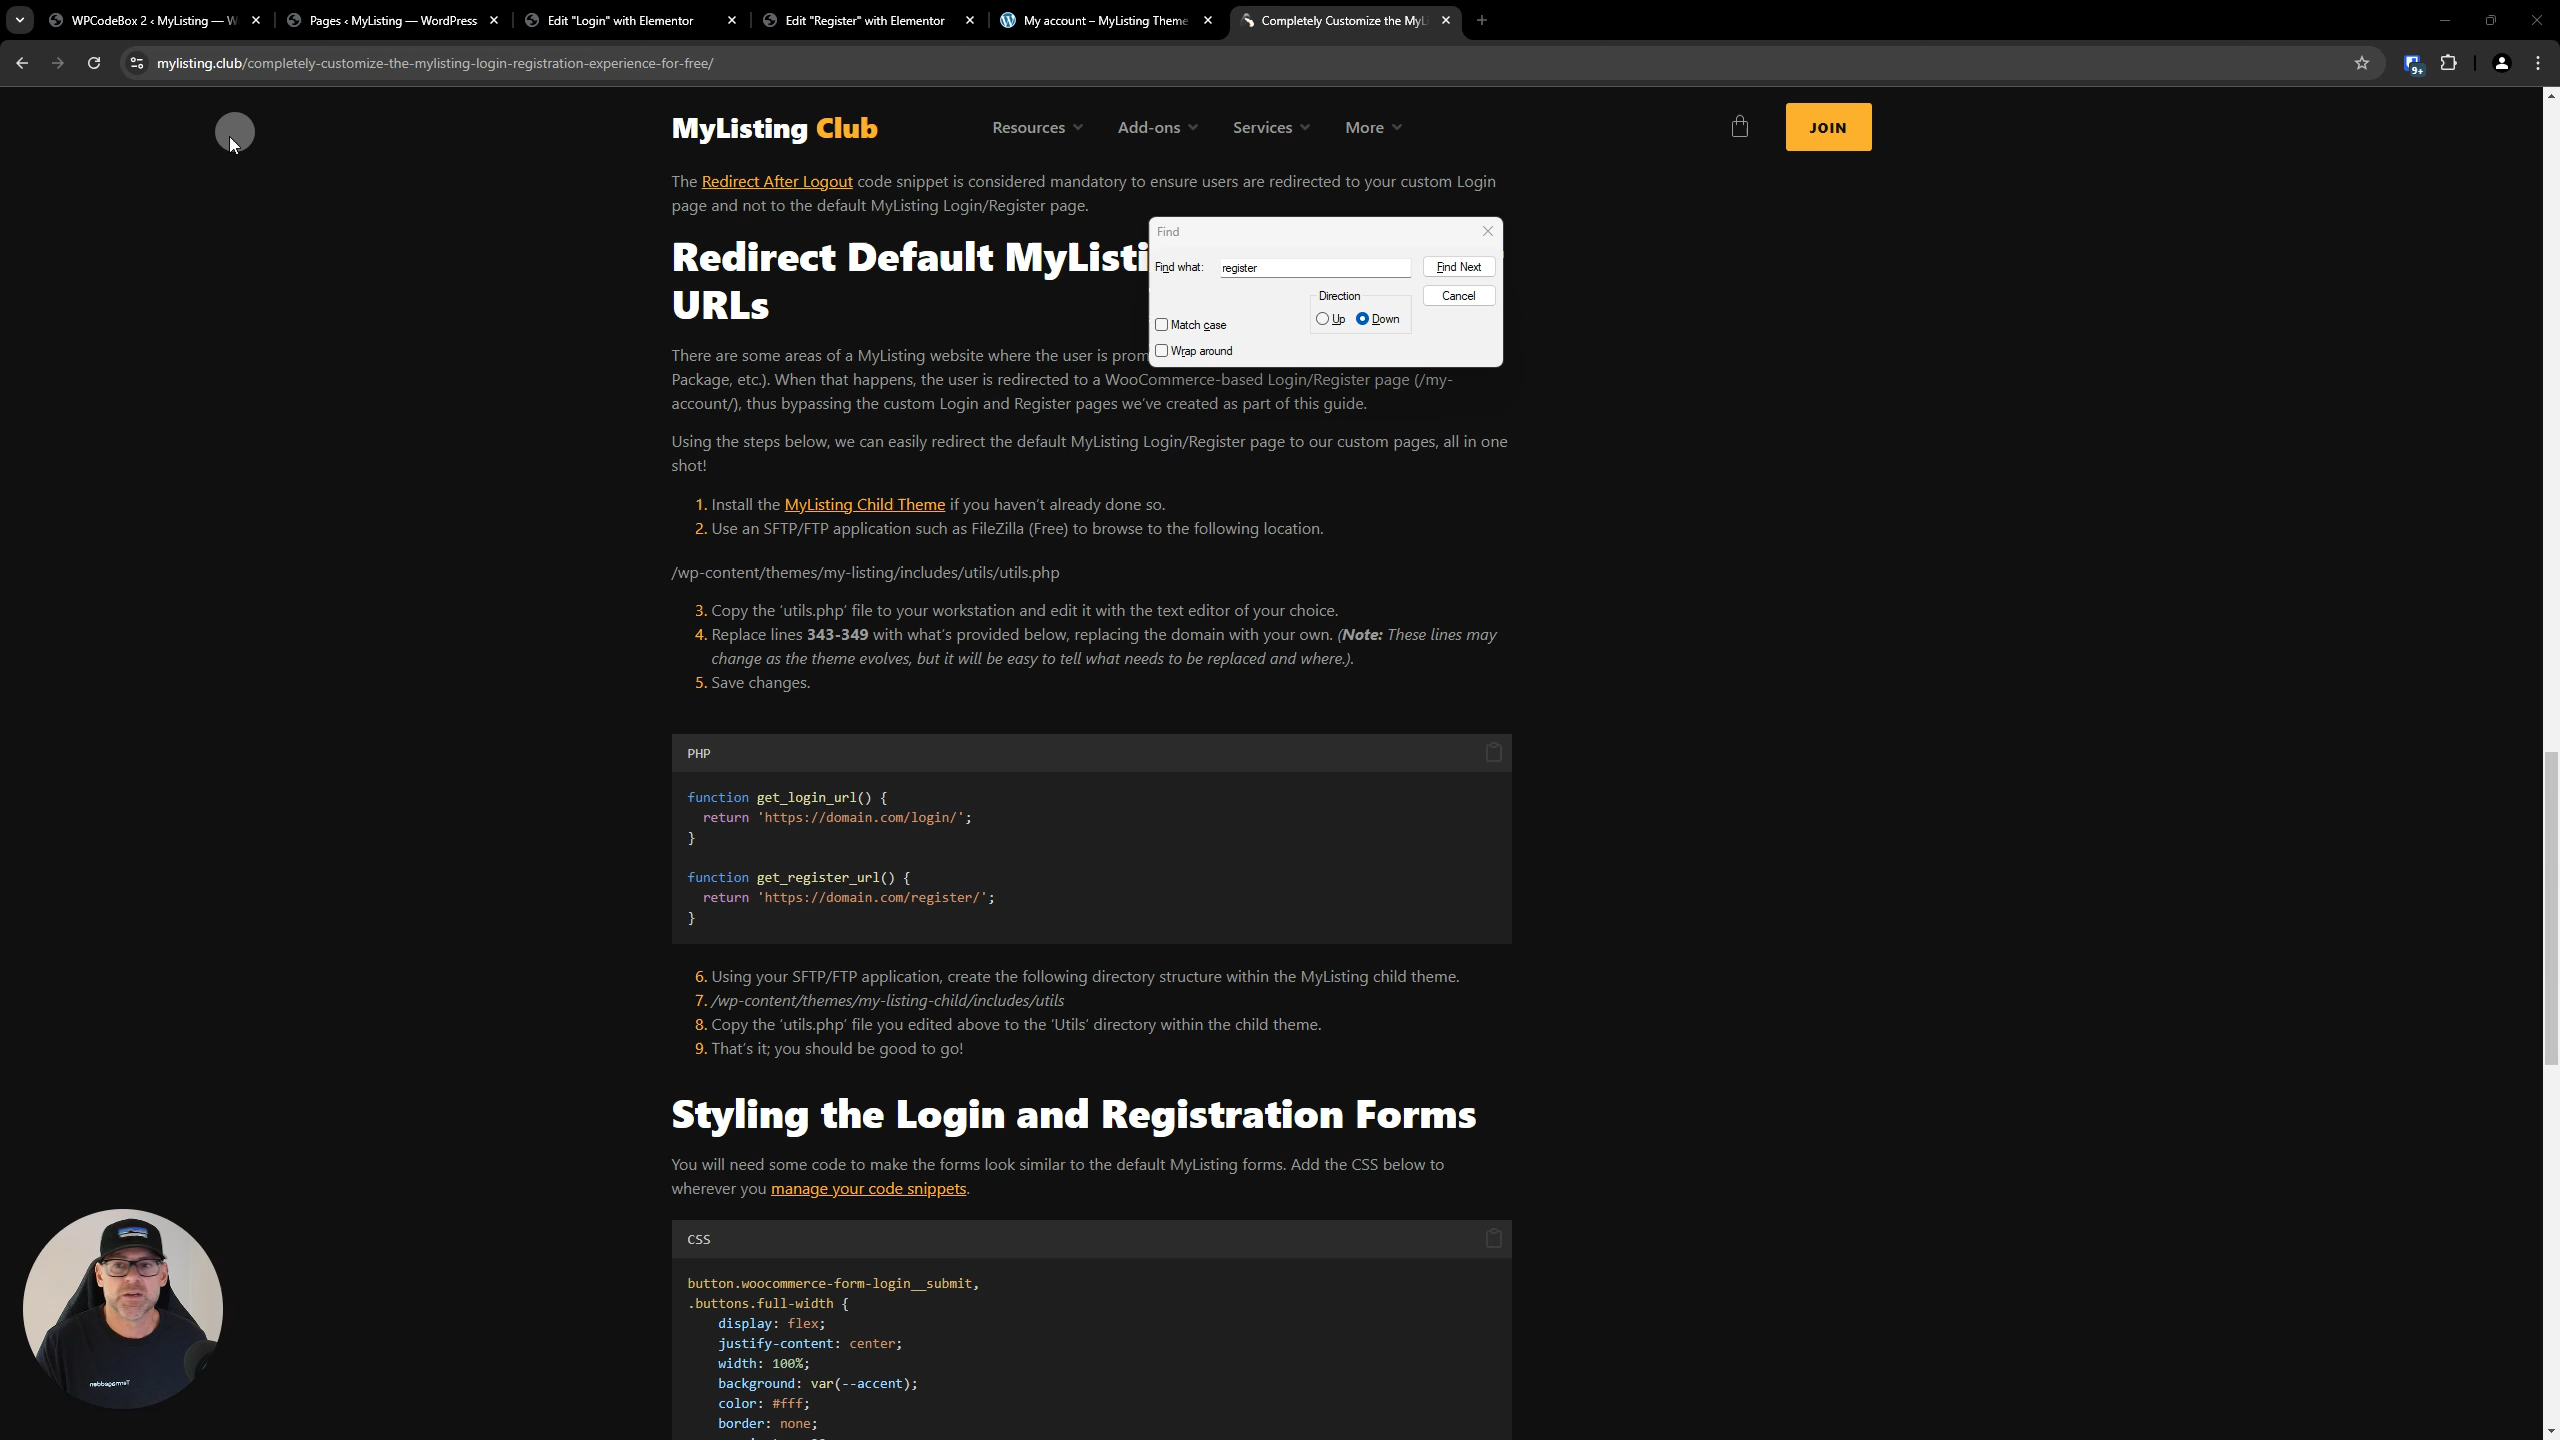 WPCodeBox 2 ‹ MyListing — W
Pages ‹ MyListing — WordPress
Edit "Login" with Elementor
Edit "Register" with Elementor
My account – MyListing Theme
Completely Customize the MyL
mylisting.club/completely-customize-the-mylisting-login-registration-experience-for-free/
9+
MyListing Club
Resources
Add-ons
Services
More
JOIN
The Redirect After Logout code snippet is considered mandatory to ensure users are redirected to your custom Login
page and not to the default MyListing Login/Register page.
Redirect Default MyListi
URLs
Find
Find what:
register
Find Next
Cancel
Direction
Up
Down
Match case
Wrap around
There are some areas of a MyListing website where the user is prom
Package, etc.). When that happens, the user is redirected to a WooCommerce-based Login/Register page (/my-
account/), thus bypassing the custom Login and Register pages we've created as part of this guide.
Using the steps below, we can easily redirect the default MyListing Login/Register page to our custom pages, all in one
shot!
1. Install the MyListing Child Theme if you haven't already done so.
2. Use an SFTP/FTP application such as FileZilla (Free) to browse to the following location.
/wp-content/themes/my-listing/includes/utils/utils.php
3. Copy the 'utils.php' file to your workstation and edit it with the text editor of your choice.
4. Replace lines 343-349 with what's provided below, replacing the domain with your own. (Note: These lines may
change as the theme evolves, but it will be easy to tell what needs to be replaced and where.).
5. Save changes.
PHP
function get_login_url() {
return 'https://domain.com/login/';
}
function get_register_url() {
return 'https://domain.com/register/';
}
6. Using your SFTP/FTP application, create the following directory structure within the MyListing child theme.
7. /wp-content/themes/my-listing-child/includes/utils
8. Copy the 'utils.php' file you edited above to the 'Utils' directory within the child theme.
9. That's it; you should be good to go!
Styling the Login and Registration Forms
You will need some code to make the forms look similar to the default MyListing forms. Add the CSS below to
wherever you manage your code snippets.
CSS
button.woocommerce-form-login__submit,
.buttons.full-width {
display: flex;
justify-content: center;
width: 100%;
background: var(--accent);
color: #fff;
border: none;